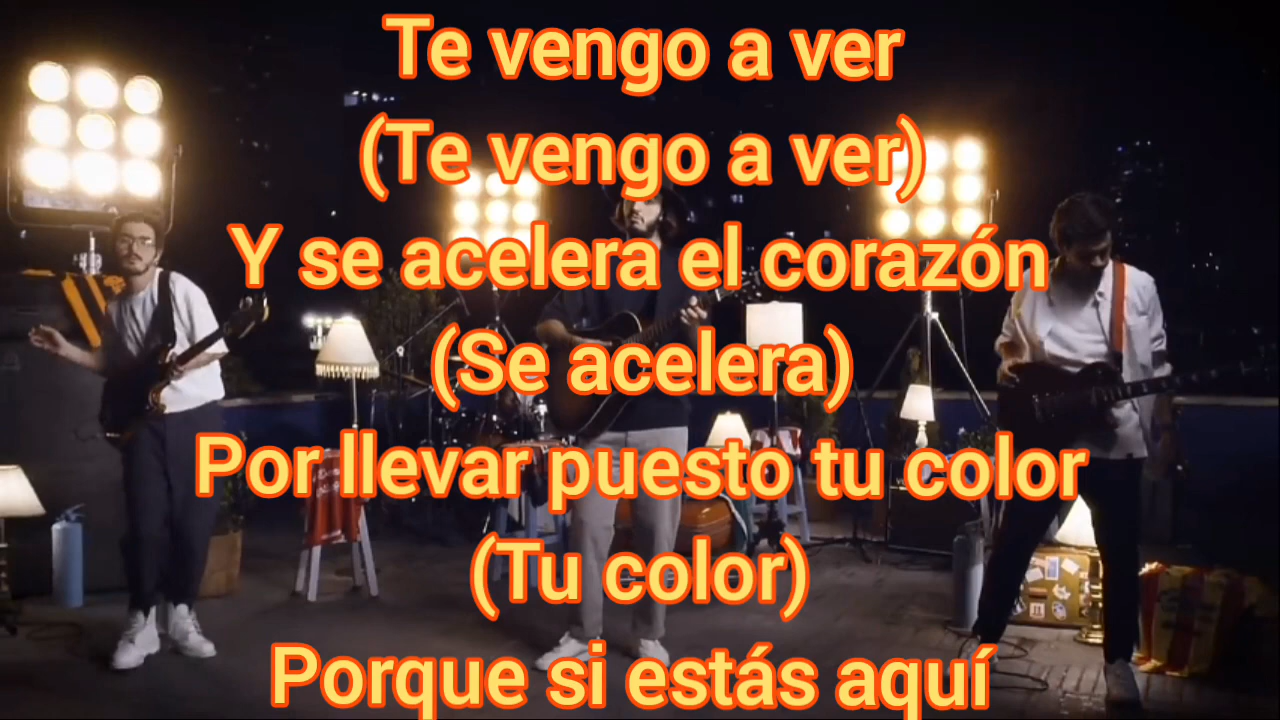 Te vengo a ver
(Te vengo a ver)
Y se acelera el corazón
(Se acelera)
Por llevar puesto tu color
(Tu color)
Porque si estás aquí